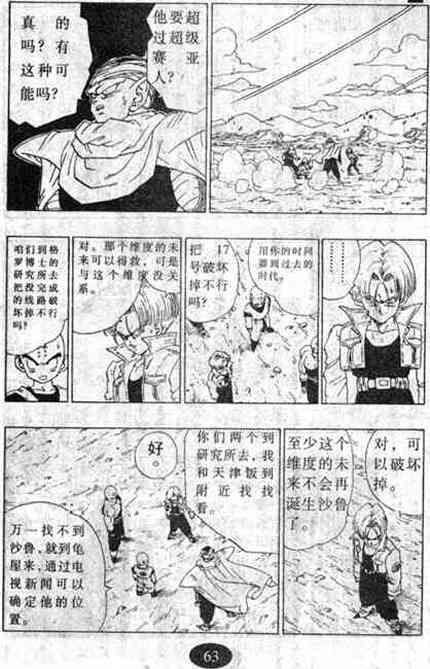 他要超
过超级
赛亚
人？
真的
吗？有
这种可
能吗？
…………
用你的时间
器到过去的
时代。
把17
号破坏
掉不行
吗？
对。那个维度的未
来可以得救，可是
与这个维度没关
系。
咱们到格
罗博士的
研究所去
把没完成
的线路破
坏掉不行
吗？
对，可
以破坏
掉。
至少这个
维度的未
来不会再
诞生沙鲁
了。
你们两个到
研究所去，我
和天津饭到
附近找找
看。
好。
万一找不到
沙鲁，就到龟
屋来，通过电
视新闻可以
确定他的位
置。
63